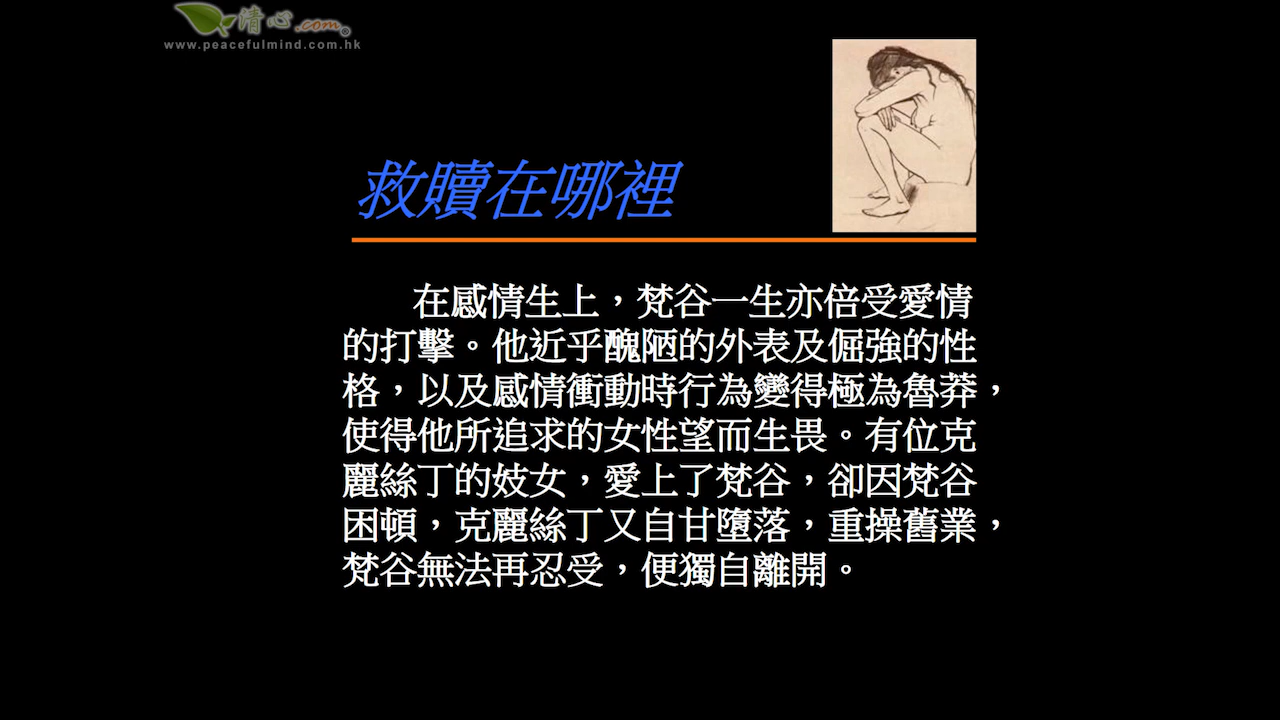 清心.com®
www.peacefulmind.com.hk
救贖在哪裡
在感情生上，梵谷一生亦倍受愛情
的打擊。他近乎醜陋的外表及倔強的性
格，以及感情衝動時行為變得極為魯莽，
使得他所追求的女性望而生畏。有位克
麗絲丁的妓女，愛上了梵谷，卻因梵谷
困頓，克麗絲丁又自甘墮落，重操舊業，
梵谷無法再忍受，便獨自離開。